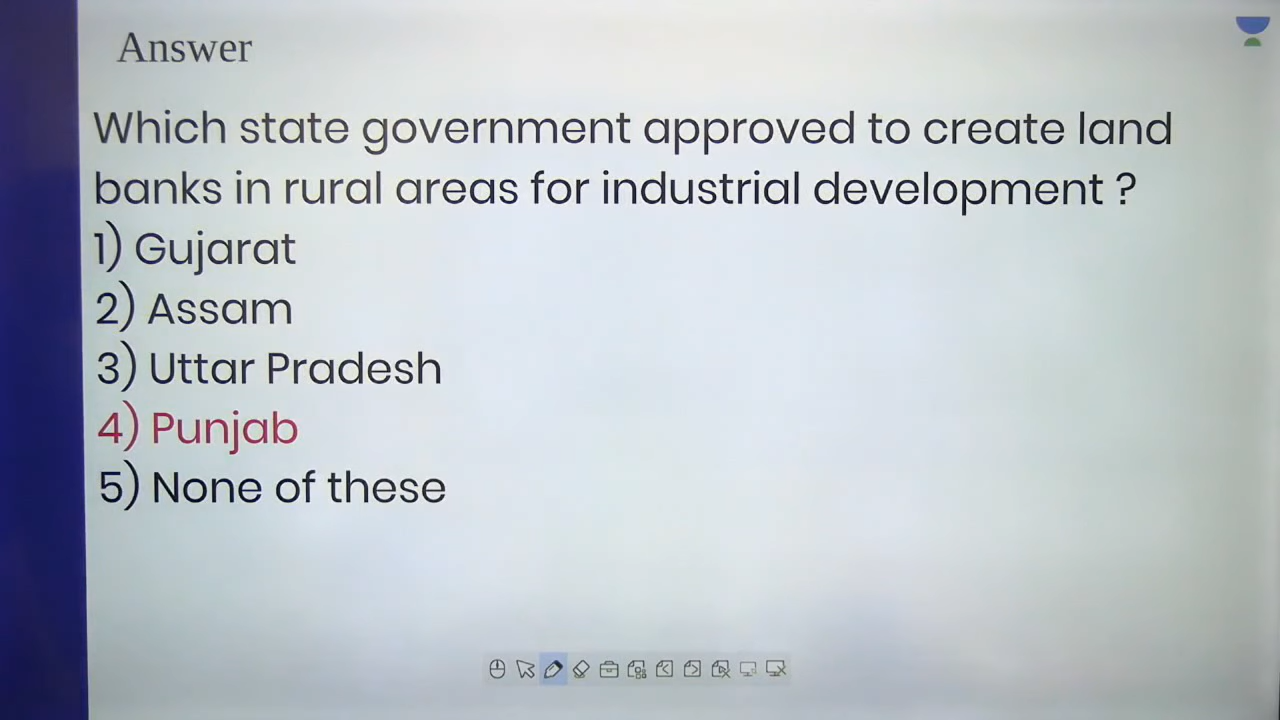 Answer
Which state government approved to create land
banks in rural areas for industrial development ?
1) Gujarat
2) Assam
3) Uttar Pradesh
4) Punjab
5) None of these